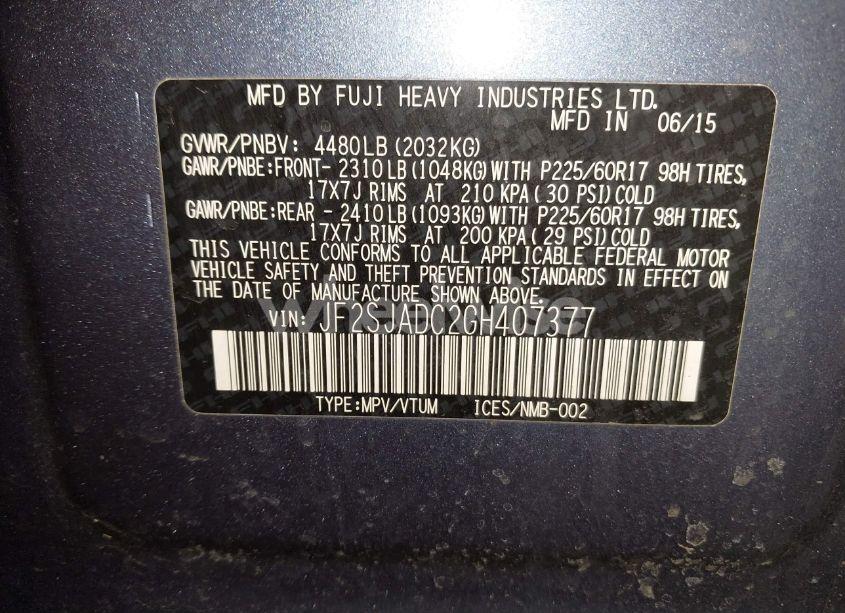 MFD BY FUJI HEAVY INDUSTRIES LTD.
MFD IN 06/15
GVWR/PNBV: 4480LB (2032KG)
GAWR/PNBE:FRONT- 2310 LB (1048KG) WITH P225/60R17 98H TIRES,
17X7J RIMS AT 210 KPA ( 30 PSI) COLD
GAWR/PNBE:REAR - 2410 LB (1093KG) WITH P225/60R17 98H TIRES,
17X7J RIMS AT 200 KPA ( 29 PSI) COLD
THIS VEHICLE CONFORMS TO ALL APPLICABLE FEDERAL MOTOR
VEHICLE SAFETY AND THEFT PREVENTION STANDARDS IN EFFECT ON
THE DATE OF MANUFACTURE SHOWN ABOVE.
VIN: JF2SJADC2GH407377
TYPE:MPV/VTUM ICES/NMB-002